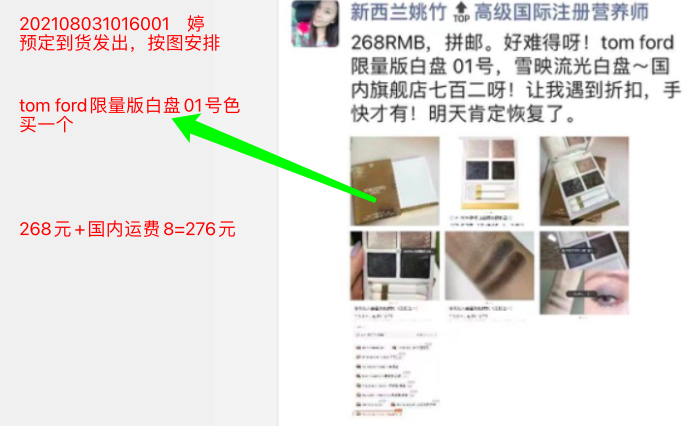 202108031016001 婷
预定到货发出，按图安排
tom ford限量版白盘01号色
买一个
268元+国内运费8=276元
新西兰姚竹 TOP 高级国际注册营养师
268RMB，拼邮。好难得呀！tom ford
限量版白盘 01号，雪映流光白盘～国
内旗舰店七百二呀！让我遇到折扣，手
快才有！明天肯定恢复了。